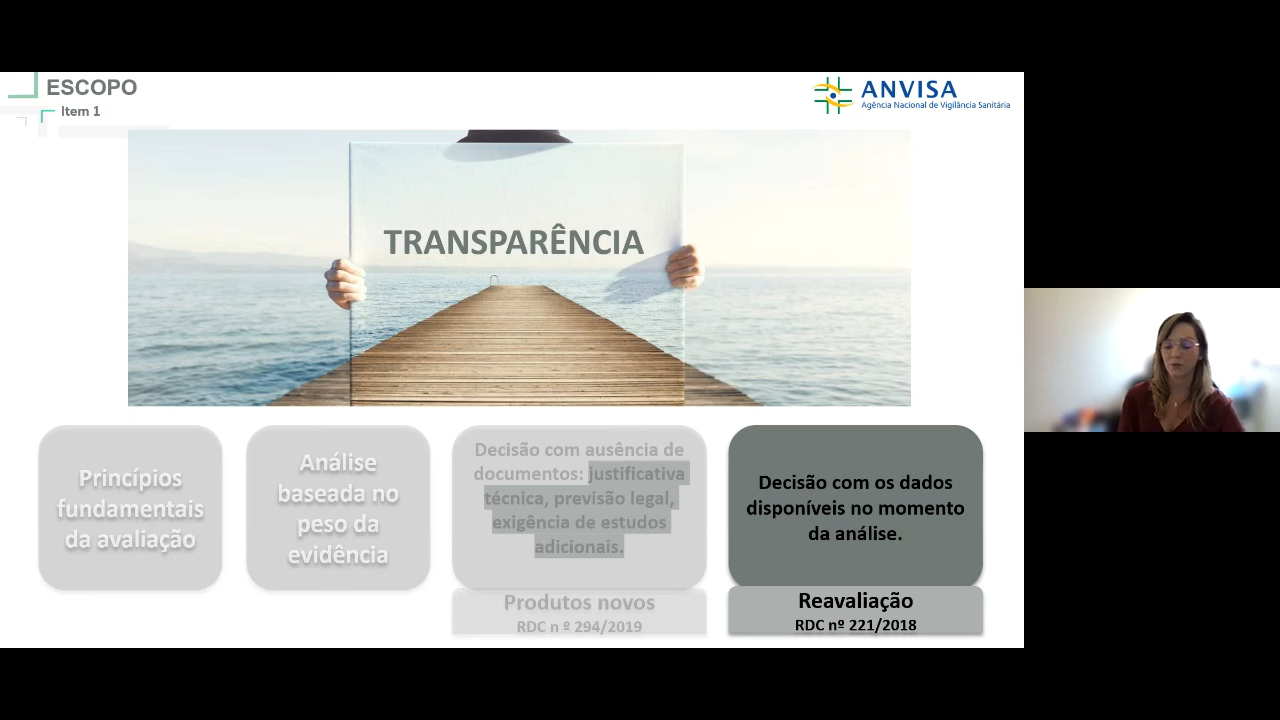 ESCOPO
Item 1
ANVISA
Agência Nacional de Vigilância Sanitária
TRANSPARÊNCIA
Princípios
fundamentais
da avaliação
Análise
baseada no
peso da
evidência
Decisão com ausência de
documentos: justificativa
técnica, previsão legal,
exigência de estudos
adicionais.
Produtos novos
RDC n º 294/2019
Decisão com os dados
disponíveis no momento
da análise.
Reavaliação
RDC nº 221/2018